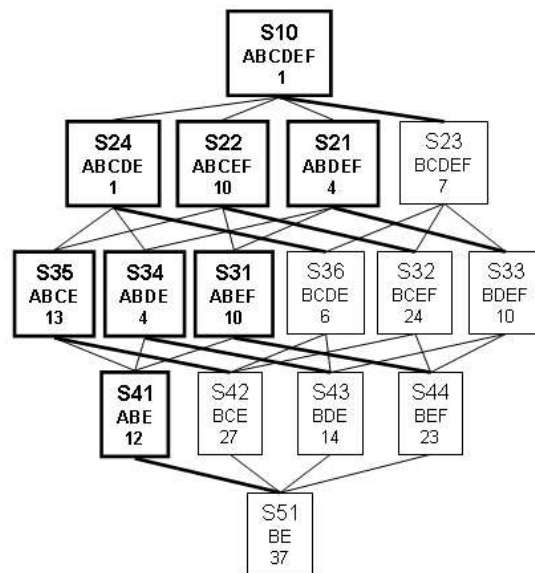 S10
ABCDEF
1
S24
ABCDE
1
S22
ABCEF
10
S21
ABDEF
4
S23
BCDEF
7
S35
ABCE
13
S34
ABDE
4
S31
ABEF
10
S36
BCDE
6
S32
BCEF
24
S33
BDEF
10
S41
ABE
12
S42
BCE
27
S43
BDE
14
S44
BEF
23
S51
BE
37